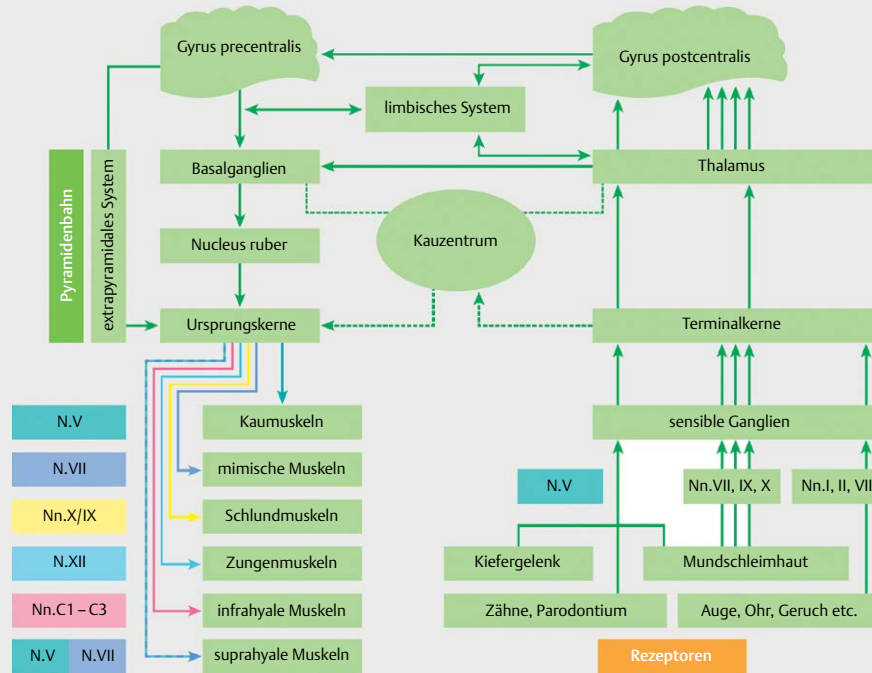 Gyrus precentralis
Gyrus postcentralis
limbisches System
Pyramidenbahn
extrapyramidales System
Basalganglien
Thalamus
Kauzentrum
Nucleus ruber
Ursprungskerne
Terminalkerne
N.V
Kaumuskeln
sensible Ganglien
N.VII
mimische Muskeln
N.V
Nn.VII, IX, X
Nn.I, II, VII
Nn.X/IX
Schlundmuskeln
N.XII
Zungenmuskeln
Kiefergelenk
Mundschleimhaut
Nn.C1 – C3
infrahyale Muskeln
Zähne, Parodontium
Auge, Ohr, Geruch etc.
N.V
N.VII
suprahyale Muskeln
Rezeptoren